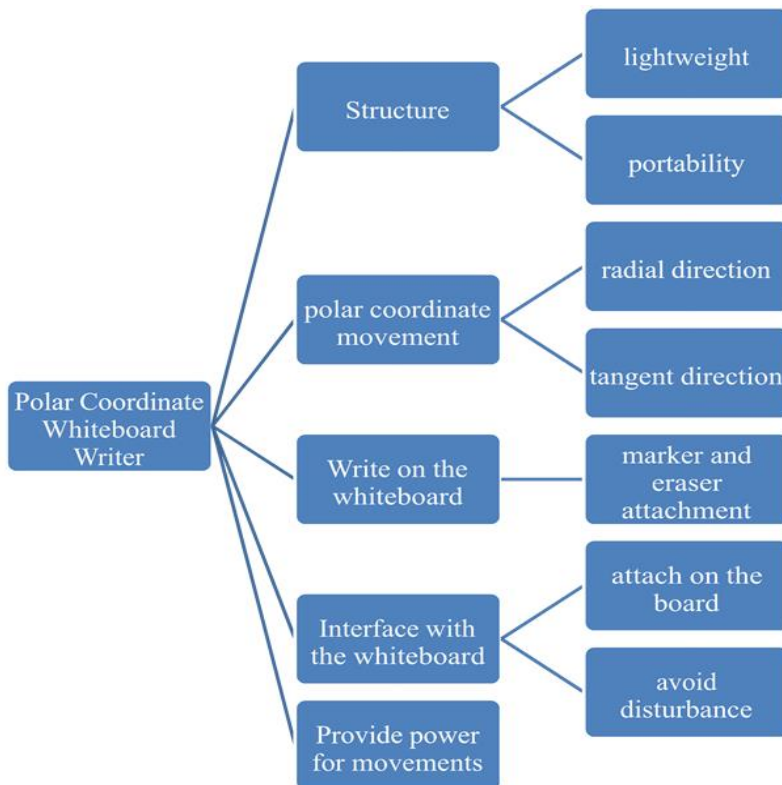 Polar Coordinate
Whiteboard
Writer
Structure
lightweight
portability
polar coordinate
movement
radial direction
tangent direction
Write on the
whiteboard
marker and
eraser
attachment
Interface with
the whiteboard
attach on the
board
avoid
disturbance
Provide power
for movements